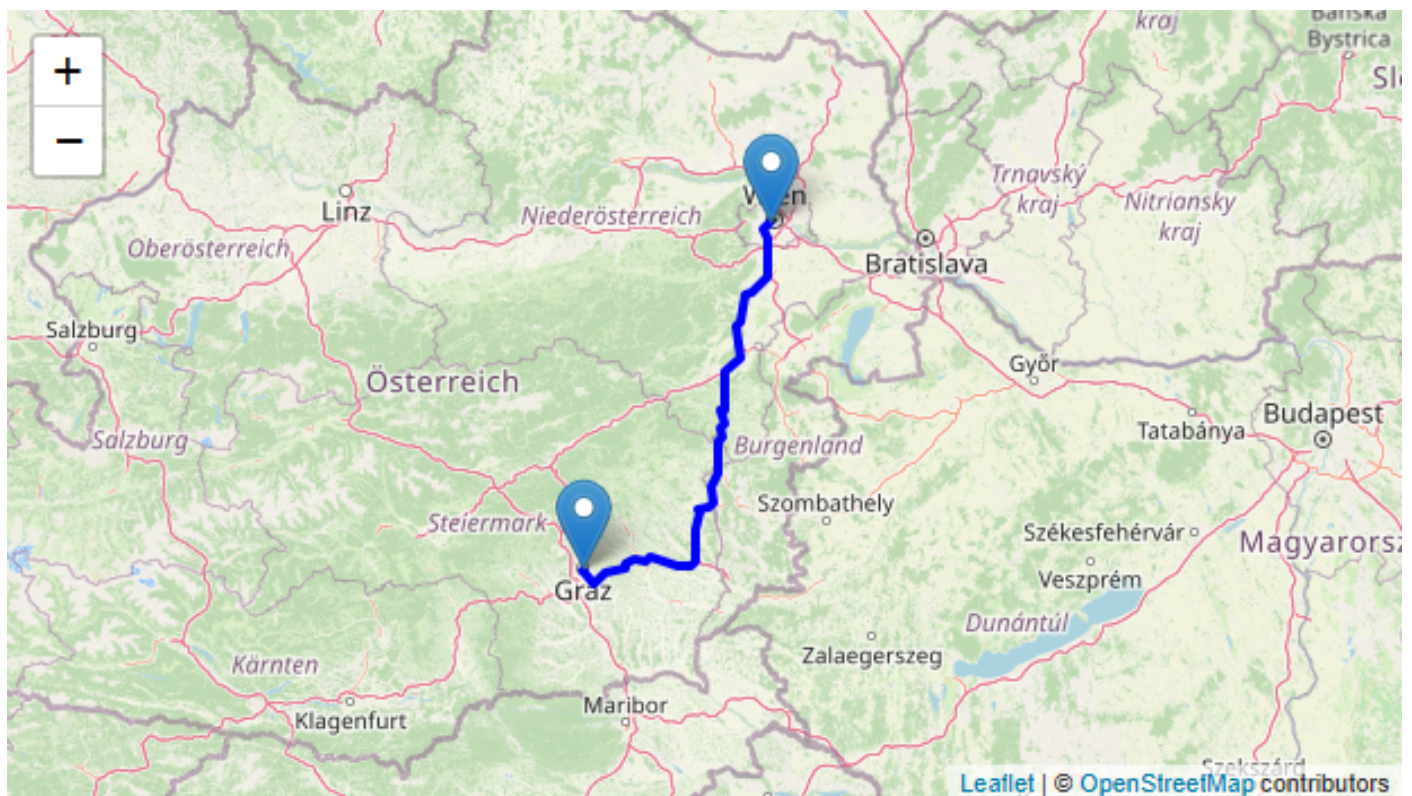 kraj
Banská
Bystrica
+
Slo
−
Trnavský
kraj
Wien
Linz
Niederösterreich
Nitriansky
kraj
Oberösterreich
Bratislava
Salzburg
Győr
Österreich
Budapest
Salzburg
Tatabánya
Burgenland
Szombathely
Steiermark
Székesfehérvár
Magyarorsz
Veszprém
Graz
Dunántúl
Zalaegerszeg
Kärnten
Maribor
Klagenfurt
Szekszárd
Leaflet | © OpenStreetMap contributors